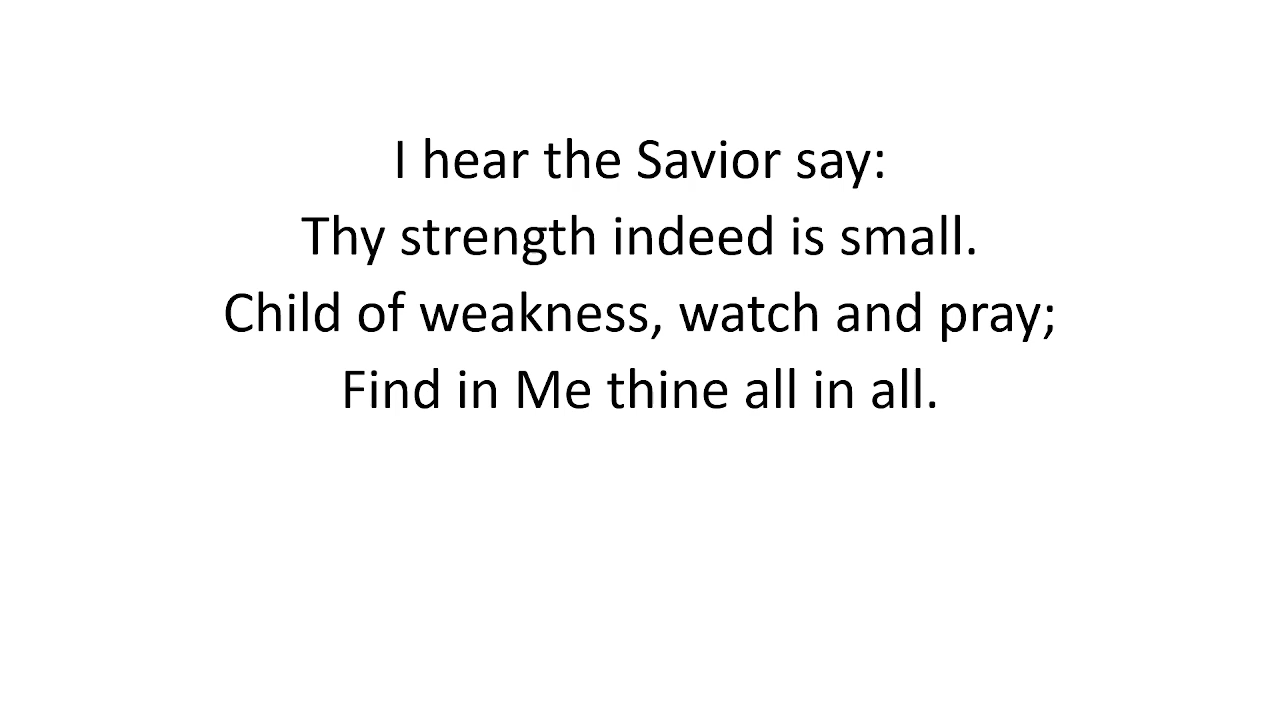 I hear the Savior say:
Thy strength indeed is small.
Child of weakness, watch and pray;
Find in Me thine all in all.